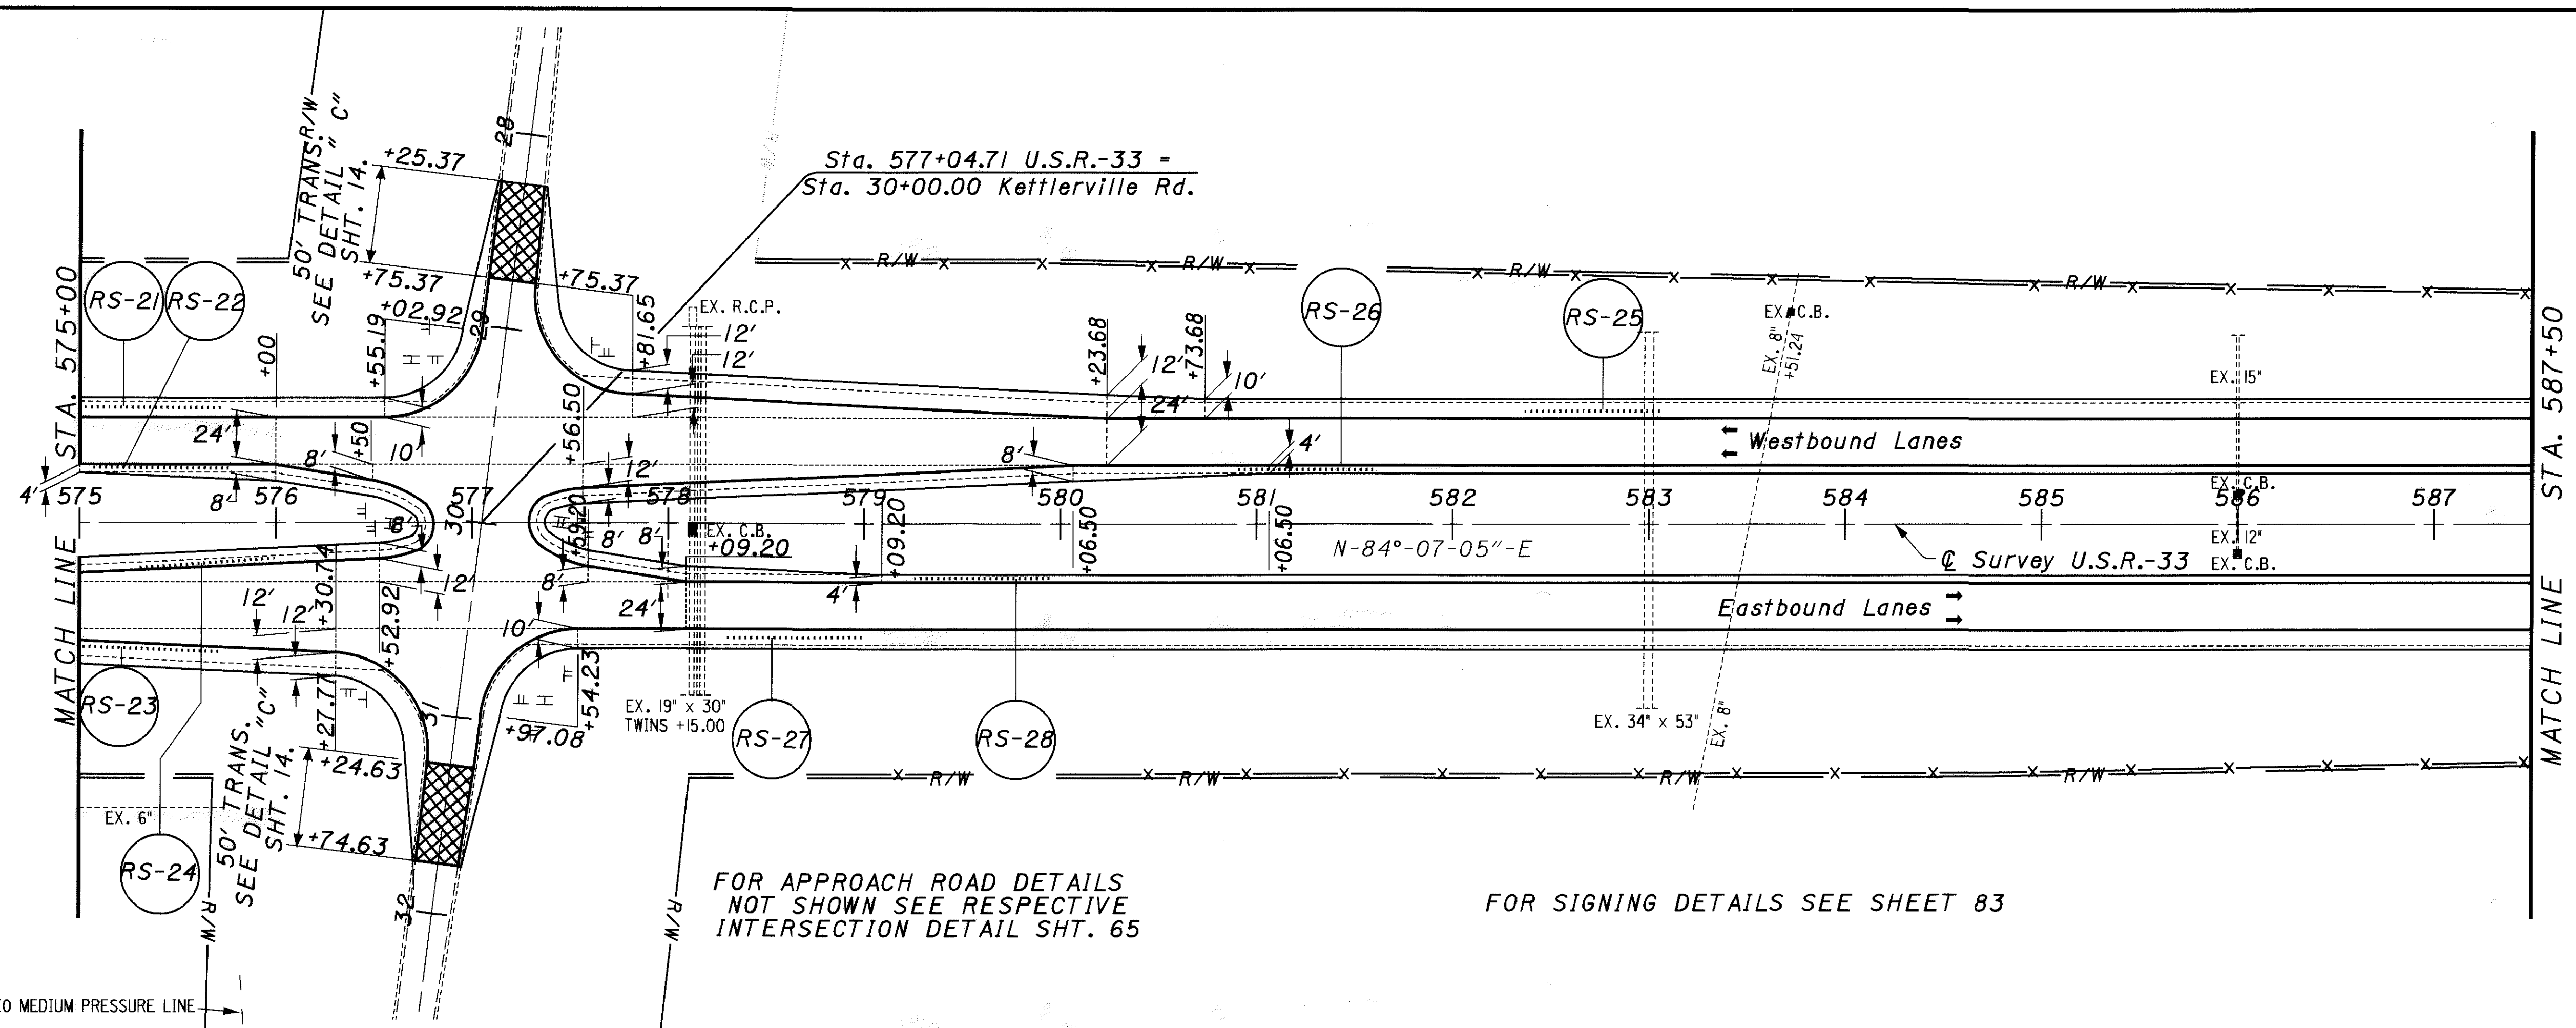 Sta. 577+04.71 U.S.R.-33 =
Sta. 30+00.00 Kettlerville Rd.
50' TRANS.
SEE DETAIL "C"
SHT. 14.
R/W
R/W
28
+25.37
+75.37
+75.37
+02.92
29
+55.19
+00
+50
+81.65
+56.50
EX. R.C.P.
12'
12'
+23.68
+73.68
12'
24'
10'
R/W
R/W
R/W
R/W
RS-21
RS-22
RS-26
RS-25
EX. C.B.
EX. 8"
+51.24
EX. 15"
MATCH LINE STA. 575+00
MATCH LINE STA. 587+50
24'
8'
10'
8'
12'
8'
4'
Westbound Lanes
4'
575
576
577
578
579
580
581
582
583
584
585
586
587
8'
30
+59.20
8'
8'
EX. C.B.
+09.20
+09.20
+06.50
+06.50
N-84°-07-05"-E
℄ Survey U.S.R.-33
EX. C.B.
EX. 12"
EX. C.B.
12'
12'
+30.74
+52.92
12'
8'
24'
4'
10'
Eastbound Lanes
+27.77
31
+97.08
+54.23
EX. 19" x 30"
TWINS +15.00
EX. 34" x 53"
EX. 8"
RS-23
RS-27
RS-28
RS-24
+24.63
+74.63
50' TRANS.
SEE DETAIL "C"
SHT. 14.
EX. 6"
32
R/W
R/W
R/W
R/W
R/W
R/W
FOR APPROACH ROAD DETAILS
NOT SHOWN SEE RESPECTIVE
INTERSECTION DETAIL SHT. 65
FOR SIGNING DETAILS SEE SHEET 83
MEDIUM PRESSURE LINE